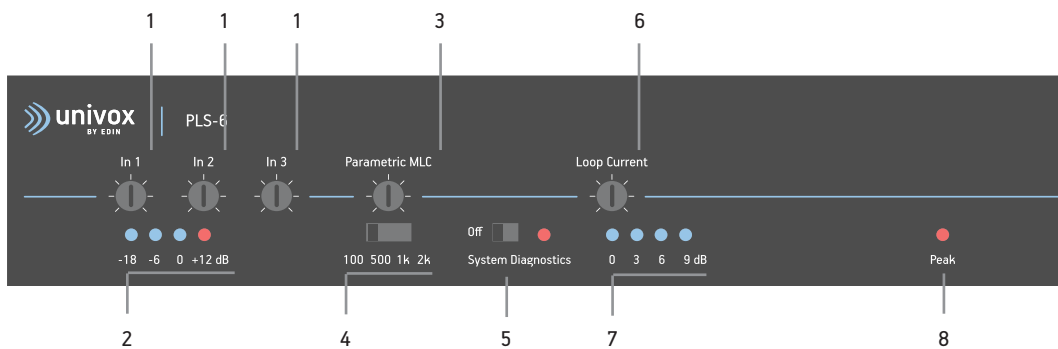 1 1 1 3 6
univox
BY EDIN
PLS-6
In 1 In 2 In 3 Parametric MLC Loop Current
Off
-18 -6 0 +12 dB 100 500 1k 2k System Diagnostics 0 3 6 9 dB Peak
2 4 5 7 8